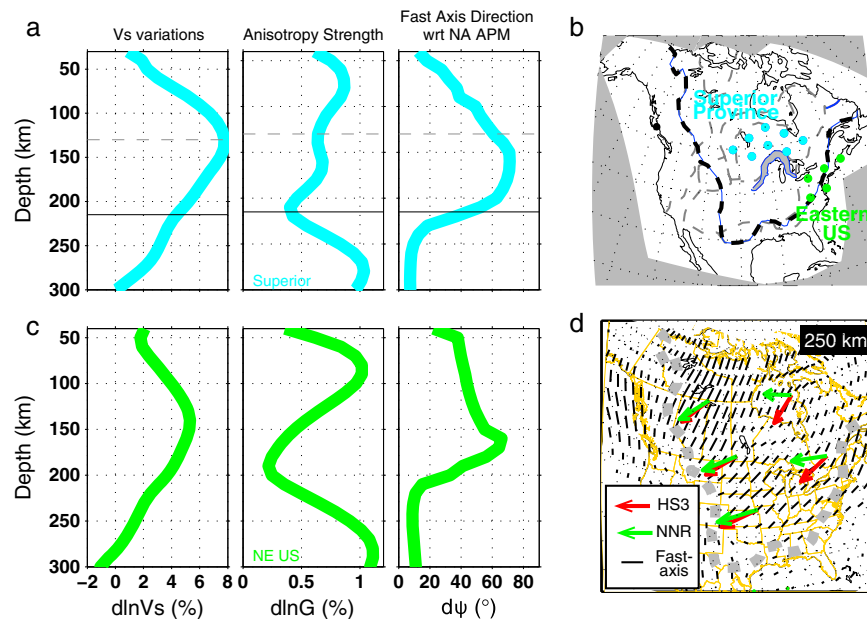 a
Vs variations
Anisotropy Strength
Fast Axis Direction
wrt NA APM
b
Depth (km)
50
100
150
200
250
300
Superior
Superior
Province
Eastern
US
c
Depth (km)
50
100
150
200
250
300
NE US
−2 0 2 4 6 8
0 0.5 1
0 20 40 60 80
dlnVs (%)
dlnG (%)
dψ (°)
d
250 km
HS3
NNR
Fast-
axis